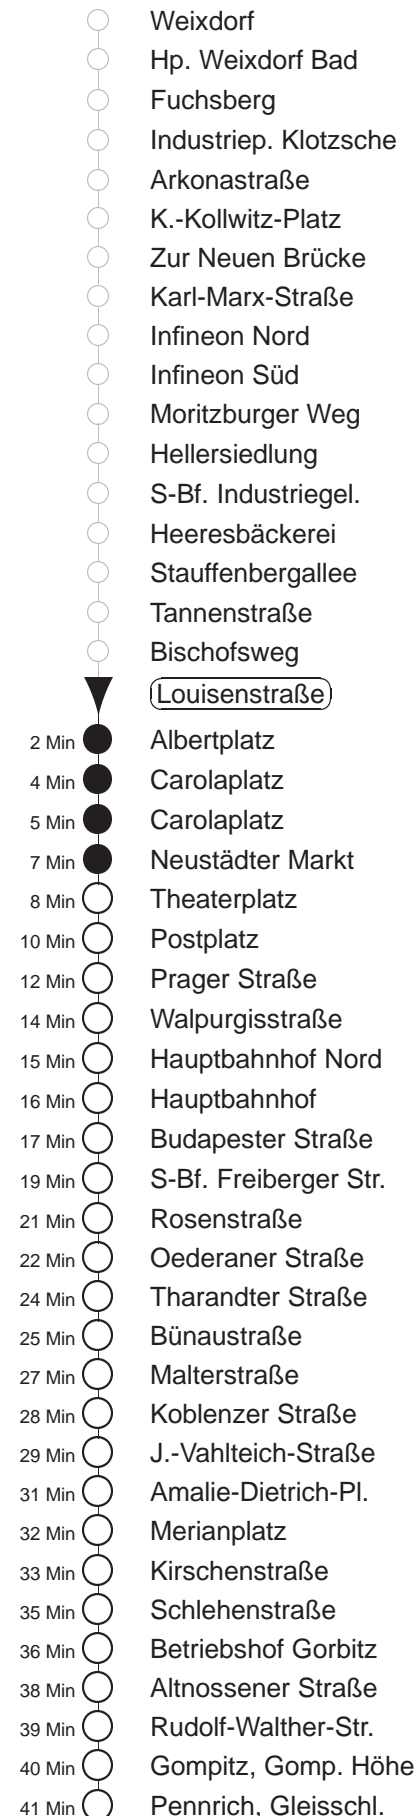 Weixdorf
Hp. Weixdorf Bad
Fuchsberg
Industriep. Klotzsche
Arkonastraße
K.-Kollwitz-Platz
Zur Neuen Brücke
Karl-Marx-Straße
Infineon Nord
Infineon Süd
Moritzburger Weg
Hellersiedlung
S-Bf. Industriegel.
Heeresbäckerei
Stauffenbergallee
Tannenstraße
Bischofsweg
Louisenstraße
2 Min Albertplatz
4 Min Carolaplatz
5 Min Carolaplatz
7 Min Neustädter Markt
8 Min Theaterplatz
10 Min Postplatz
12 Min Prager Straße
14 Min Walpurgisstraße
15 Min Hauptbahnhof Nord
16 Min Hauptbahnhof
17 Min Budapester Straße
19 Min S-Bf. Freiberger Str.
21 Min Rosenstraße
22 Min Oederaner Straße
24 Min Tharandter Straße
25 Min Bünaustraße
27 Min Malterstraße
28 Min Koblenzer Straße
29 Min J.-Vahlteich-Straße
31 Min Amalie-Dietrich-Pl.
32 Min Merianplatz
33 Min Kirschenstraße
35 Min Schlehenstraße
36 Min Betriebshof Gorbitz
38 Min Altnossener Straße
39 Min Rudolf-Walther-Str.
40 Min Gompitz, Gomp. Höhe
41 Min Pennrich, Gleisschl.